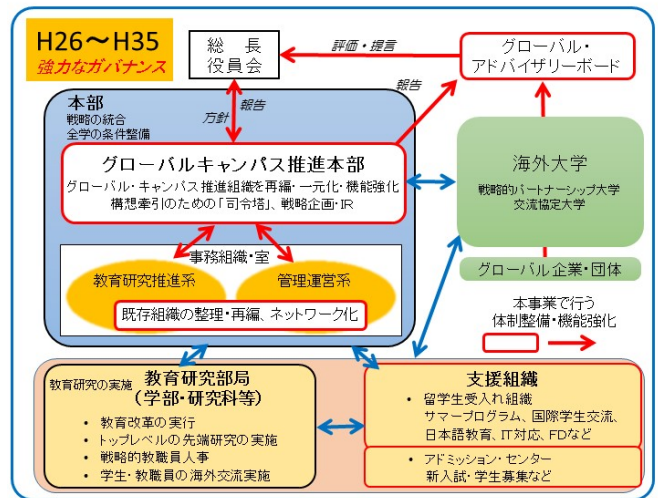 H26～H35
強力なガバナンス
総　長
役員会
評価・提言
グローバル・
アドバイザリーボード
報告
方針
報告
本部
戦略の統合
全学の条件整備
グローバルキャンパス推進本部
グローバル・キャンパス推進組織を再編・一元化・機能強化
構想牽引のための「司令塔」、戦略企画・IR
事務組織・室
教育研究推進系
管理運営系
既存組織の整理・再編、ネットワーク化
海外大学
戦略的パートナーシップ大学
交流協定大学
グローバル企業・団体
本事業で行う
体制整備・機能強化
教育研究の実施
教育研究部局
(学部・研究科等)
• 教育改革の実行
• トップレベルの先端研究の実施
• 戦略的教職員人事
• 学生・教職員の海外交流実施
支援組織
• 留学生受入れ組織
サマープログラム、国際学生交流、
日本語教育、IT対応、FDなど
• アドミッション・センター
新入試・学生募集など